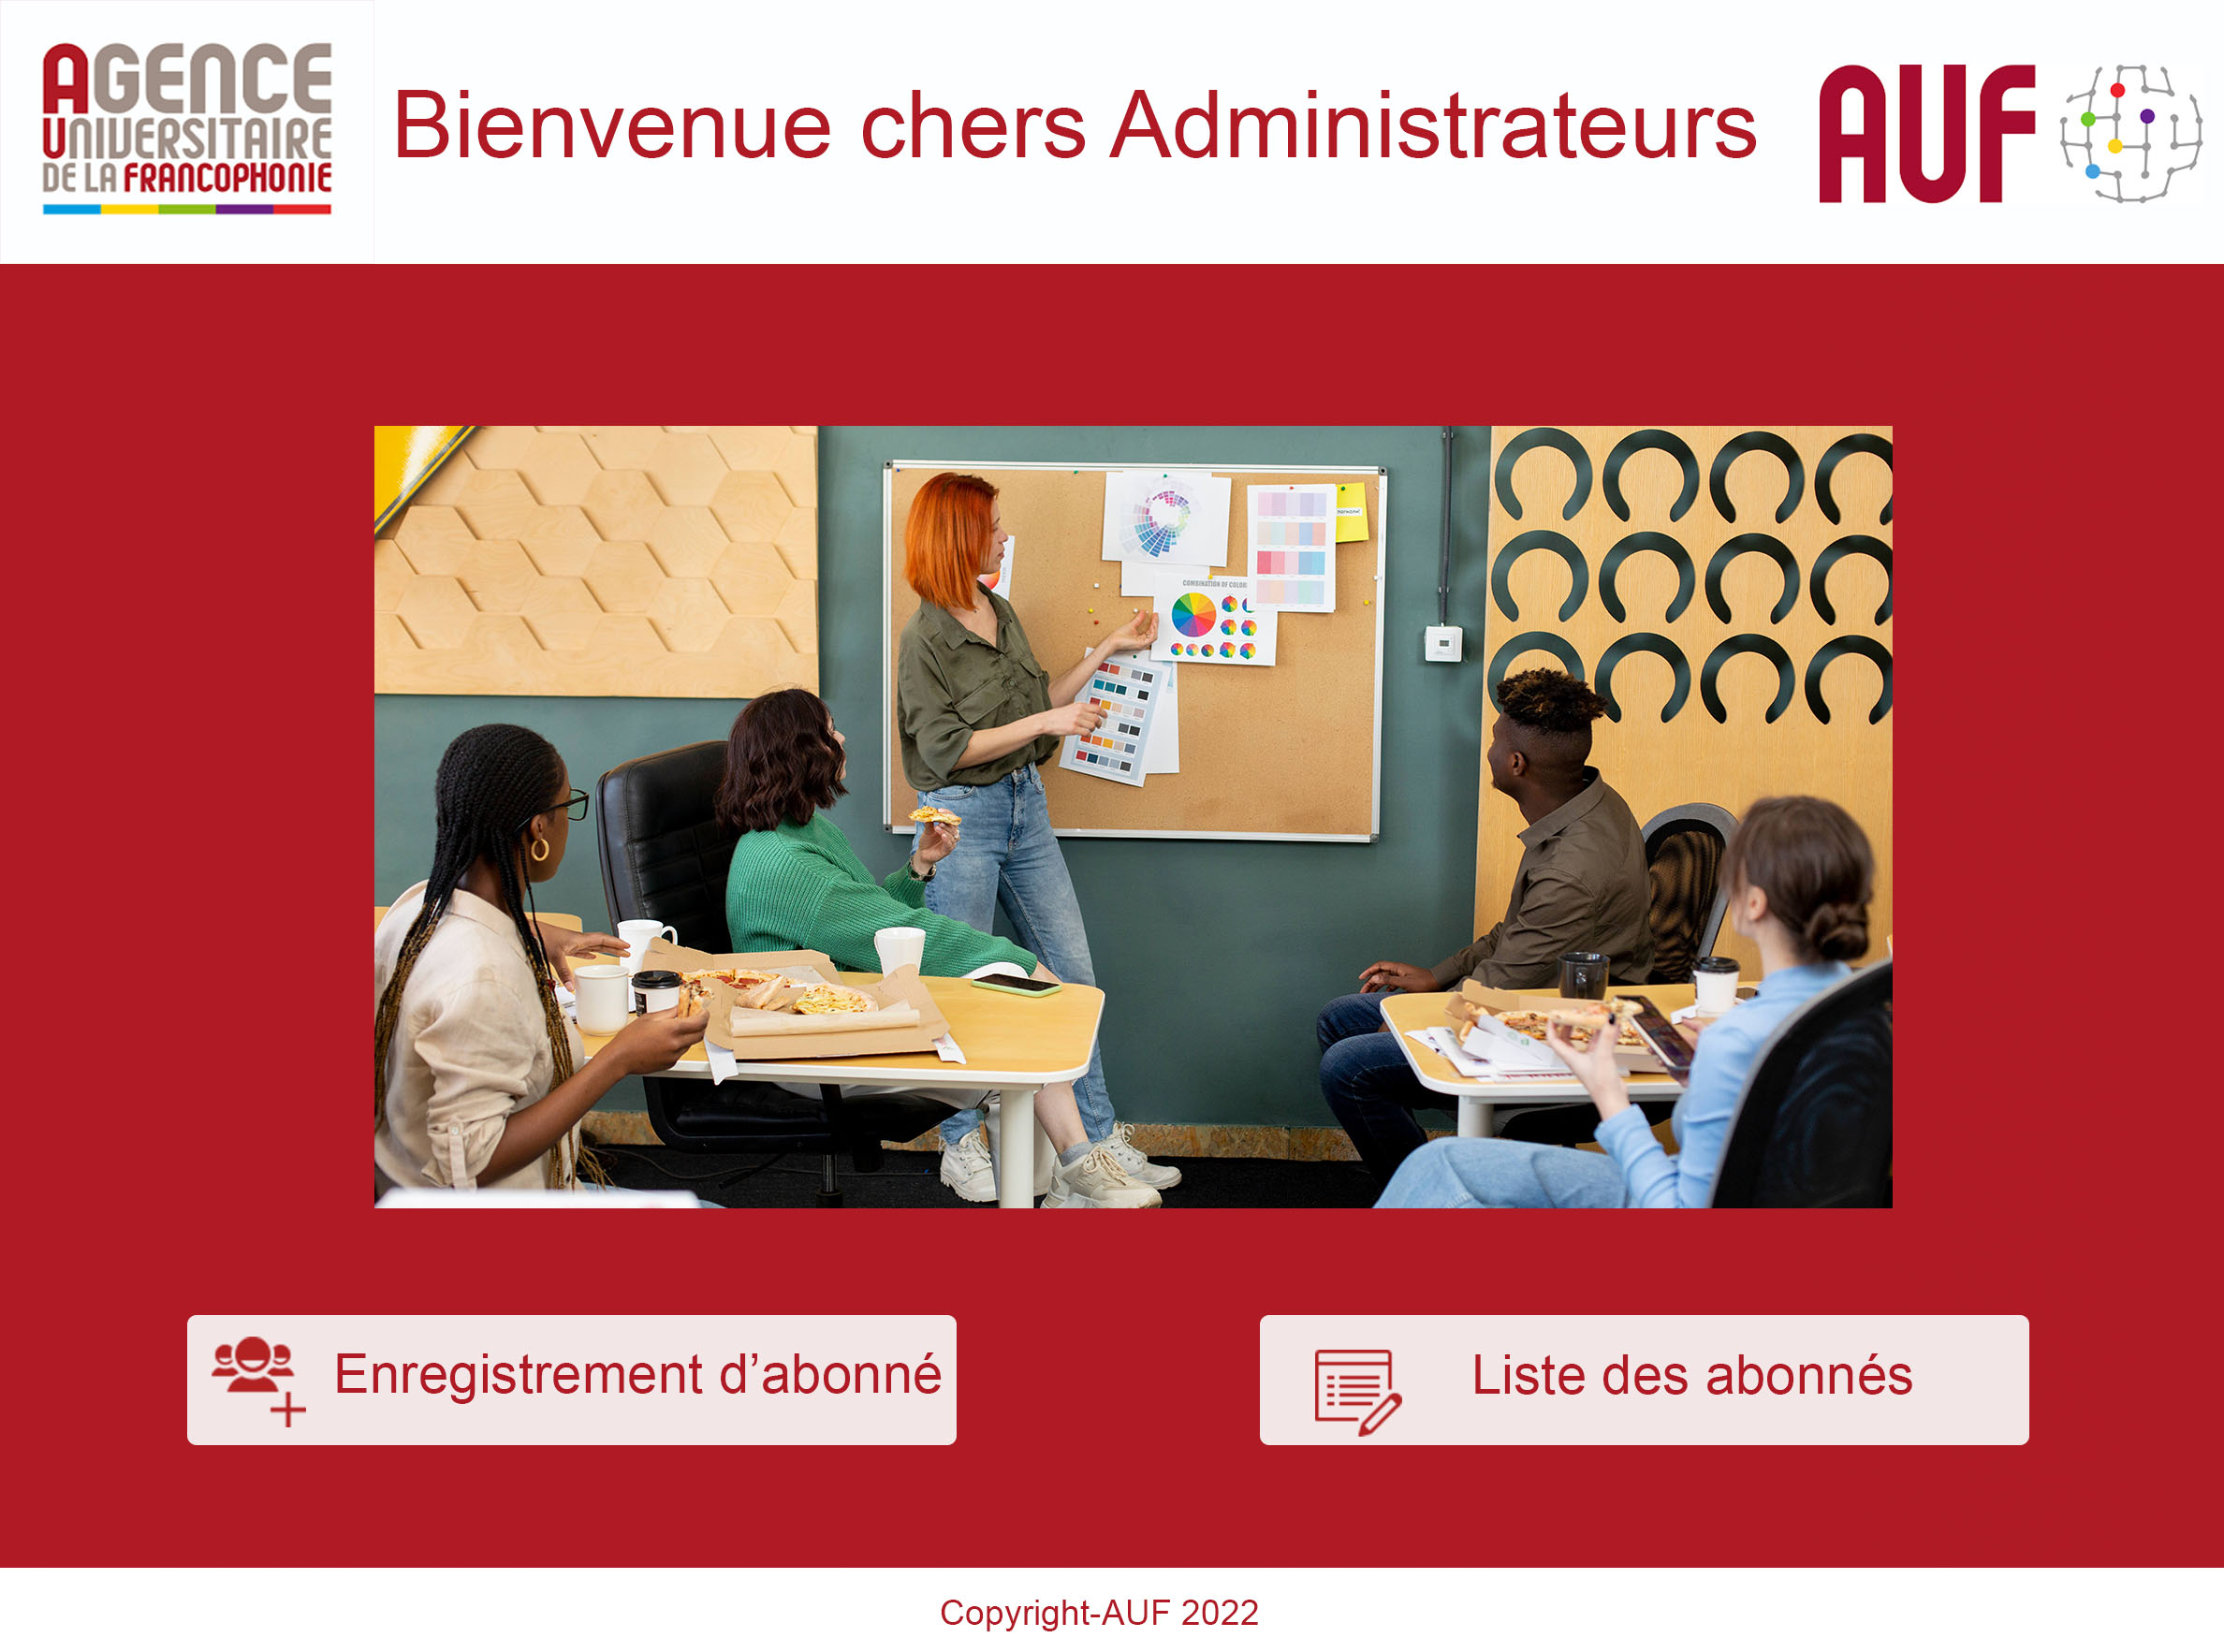 AGENCE
UNIVERSITAIRE
DE LA FRANCOPHONIE
Bienvenue chers Administrateurs
AUF
COMBINATION OF COLOR
Enregistrement d’abonné
Liste des abonnés
Copyright-AUF 2022